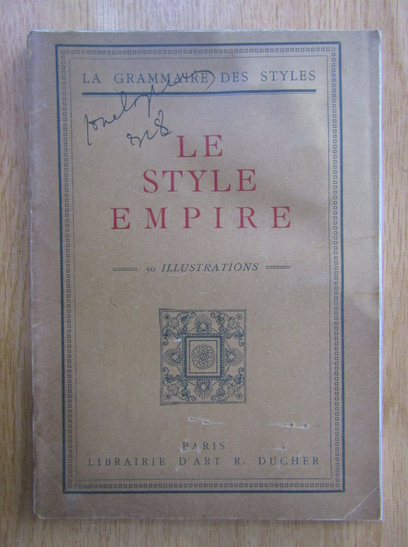 LA GRAMMAIRE DES STYLES
LE
STYLE
EMPIRE
50 ILLUSTRATIONS
PARIS
LIBRAIRIE D'ART R. DUCHER